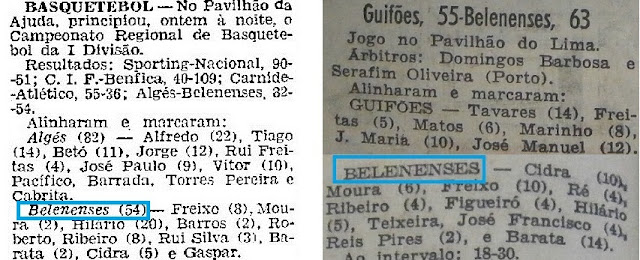 BASQUETEBOL — No Pavilhão da
Ajuda, principiou, ontem à noite, o
Campeonato Regional de Basquete-
bol da I Divisão.
Resultados: Sporting-Nacional, 90-
-51; C. I. F.-Benfica, 40-109; Carnide-
-Atlético, 55-36; Algés-Belenenses, 82-
-54.
Alinharam e marcaram:
Algés (82) — Alfredo (22), Tiago
(14), Betó (11), Jorge (12), Rui Frei-
tas (4), José Paulo (9), Vitor (10),
Pacífico, Barrada, Torres Pereira e
Cabrita.
Belenenses (54) — Freixo (8), Mou-
ra (2), Hilário (20), Barros (2), Ro-
berto, Ribeiro (8), Rui Silva (3), Ba-
rata (2), Cidra (5) e Gaspar.
Guifões, 55-Belenenses, 63
Jogo no Pavilhão do Lima.
Árbitros: Domingos Barbosa e
Serafim Oliveira (Porto).
Alinharam e marcaram:
GUIFÕES — Tavares (14), Frei-
tas (5), Matos (6), Marinho (8),
J. Maria (10), José Manuel (12).
BELENENSES — Cidra (10),
Moura (6), Freixo (10), Ré (4),
Ribeiro (4), Figueiró (4), Hilário
(5), Teixeira, José Francisco (4),
Reis Pires (2), e Barata (14).
Ao intervalo: 18-30.